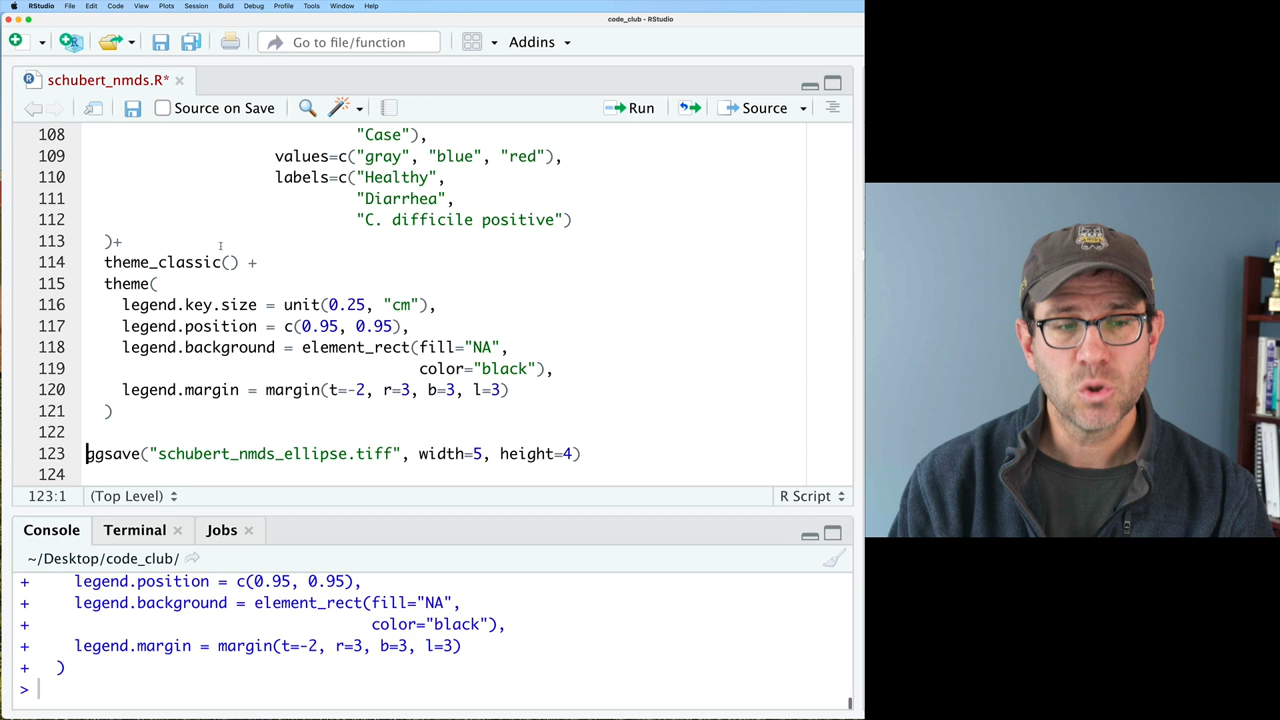 RStudio File Edit Code View Plots Session Build Debug Profile Tools Window Help
code_club - RStudio
Go to file/function Addins
schubert_nmds.R*
Source on Save Run Source
108 "Case"),
109 values=c("gray", "blue", "red"),
110 labels=c("Healthy",
111 "Diarrhea",
112 "C. difficile positive")
113 )+
114 theme_classic() +
115 theme(
116 legend.key.size = unit(0.25, "cm"),
117 legend.position = c(0.95, 0.95),
118 legend.background = element_rect(fill="NA",
119 color="black"),
120 legend.margin = margin(t=-2, r=3, b=3, l=3)
121 )
122
123 ggsave("schubert_nmds_ellipse.tiff", width=5, height=4)
124
123:1 (Top Level) R Script
Console Terminal Jobs
~/Desktop/code_club/
+ legend.position = c(0.95, 0.95),
+ legend.background = element_rect(fill="NA",
+ color="black"),
+ legend.margin = margin(t=-2, r=3, b=3, l=3)
+ )
>